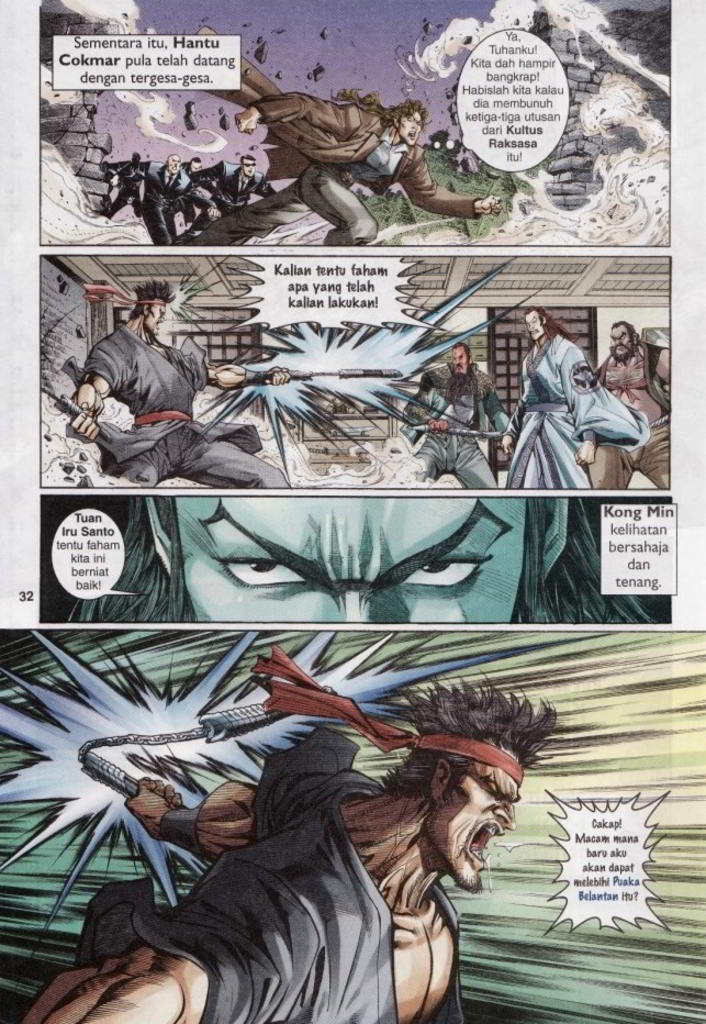 Sementara itu, Hantu
Cokmar pula telah datang
dengan tergesa-gesa.
Ya,
Tuhanku!
Kita dah hampir
bangkrap!
Habislah kita kalau
dia membunuh
ketiga-tiga utusan
dari Kultus
Raksasa
itu!
Kalian tentu faham
apa yang telah
kalian lakukan!
Tuan
Iru Santo
tentu faham
kita ini
berniat
baik!
Kong Min
kelihatan
bersahaja
dan
tenang.
32
Cakap!
Macam mana
baru aku
akan dapat
melebihi Puaka
Belantan itu?